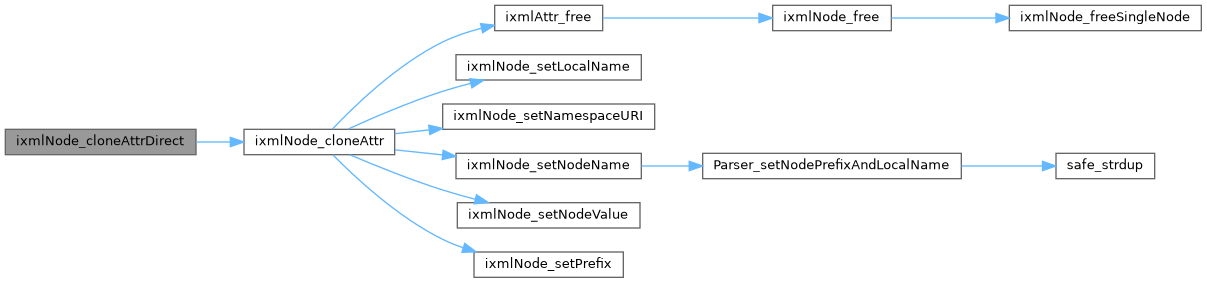 ixmlAttr_free
ixmlNode_free
ixmlNode_freeSingleNode
ixmlNode_setLocalName
ixmlNode_setNamespaceURI
ixmlNode_cloneAttrDirect
ixmlNode_cloneAttr
ixmlNode_setNodeName
Parser_setNodePrefixAndLocalName
safe_strdup
ixmlNode_setNodeValue
ixmlNode_setPrefix